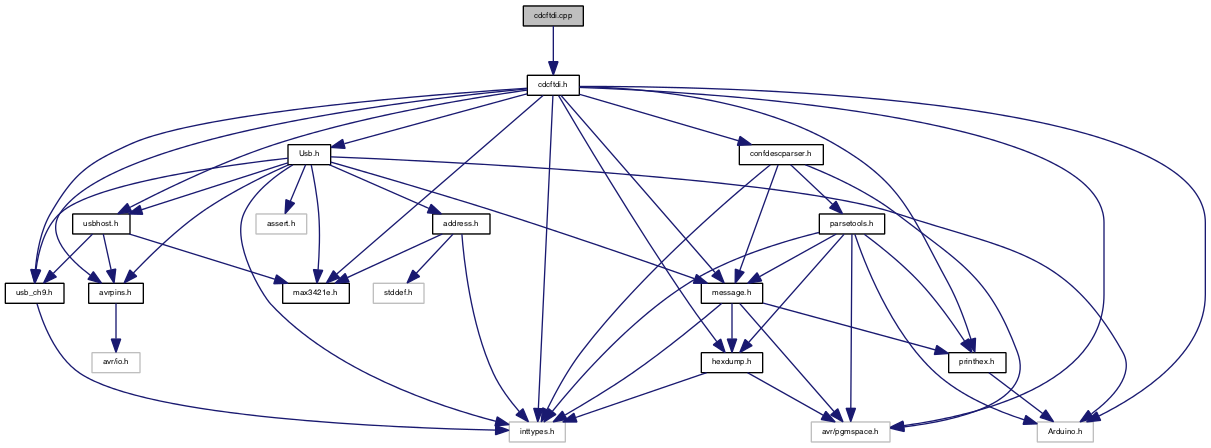 cdcftdi.cpp
cdcftdi.h
Usb.h
confdescparser.h
usbhost.h
assert.h
address.h
parsetools.h
usb_ch9.h
avrpins.h
max3421e.h
stddef.h
message.h
avr/io.h
hexdump.h
printhex.h
inttypes.h
avr/pgmspace.h
Arduino.h